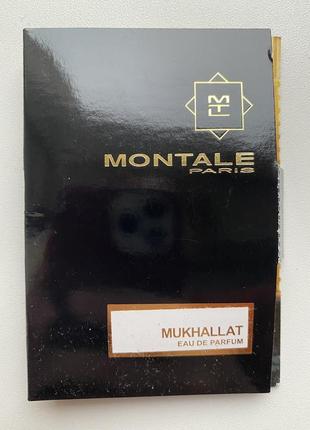 MONTALE
PARIS
MUKHALLAT
EAU DE PARFUM